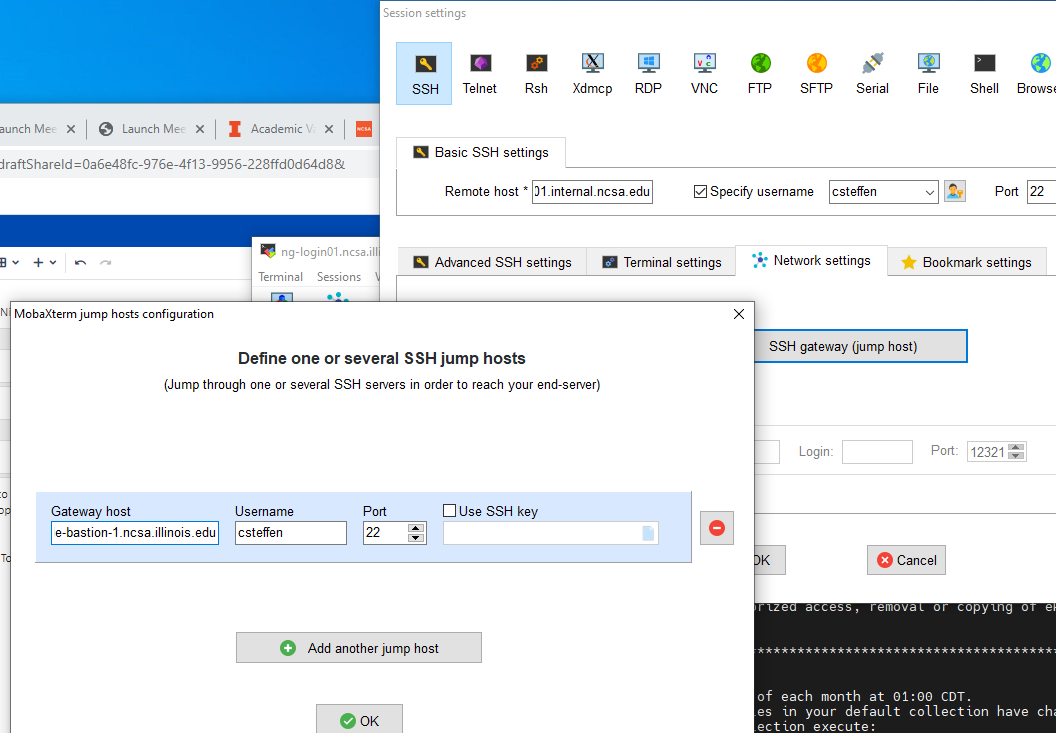 Session settings
SSH
Telnet
Rsh
Xdmcp
RDP
VNC
FTP
SFTP
Serial
File
Shell
Browse
aunch Mee
Launch Mee
Academic Va
NCSA
draftShareId=0a6e48fc-976e-4f13-9956-228ffd0d64d8&
Basic SSH settings
Remote host *
01.internal.ncsa.edu
Specify username
csteffen
Port
22
ng-login01.ncsa.illi
Terminal
Sessions
Advanced SSH settings
Terminal settings
Network settings
Bookmark settings
MobaXterm jump hosts configuration
SSH gateway (jump host)
Define one or several SSH jump hosts
(Jump through one or several SSH servers in order to reach your end-server)
Login:
Port:
12321
Gateway host
Username
Port
Use SSH key
e-bastion-1.ncsa.illinois.edu
csteffen
22
OK
Cancel
Add another jump host
OK
orized access, removal or copying of
****************************************
of each month at 01:00 CDT.
es in your default collection have cha
ection execute: